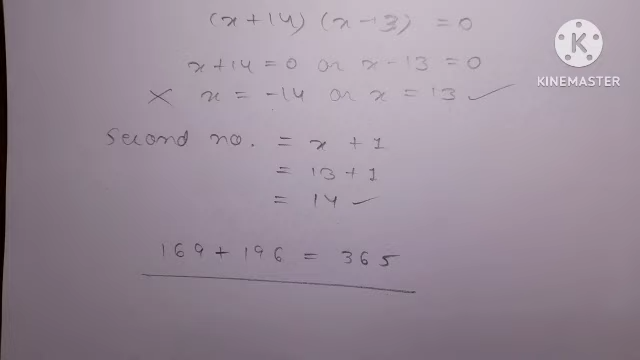 (x+14) (x-13) = 0
x+14=0 or x-13=0
× x = -14 or x = 13 ✓
second no. = x + 1
= 13 + 1
= 14 ✓
169 + 196 = 365
KINEMASTER